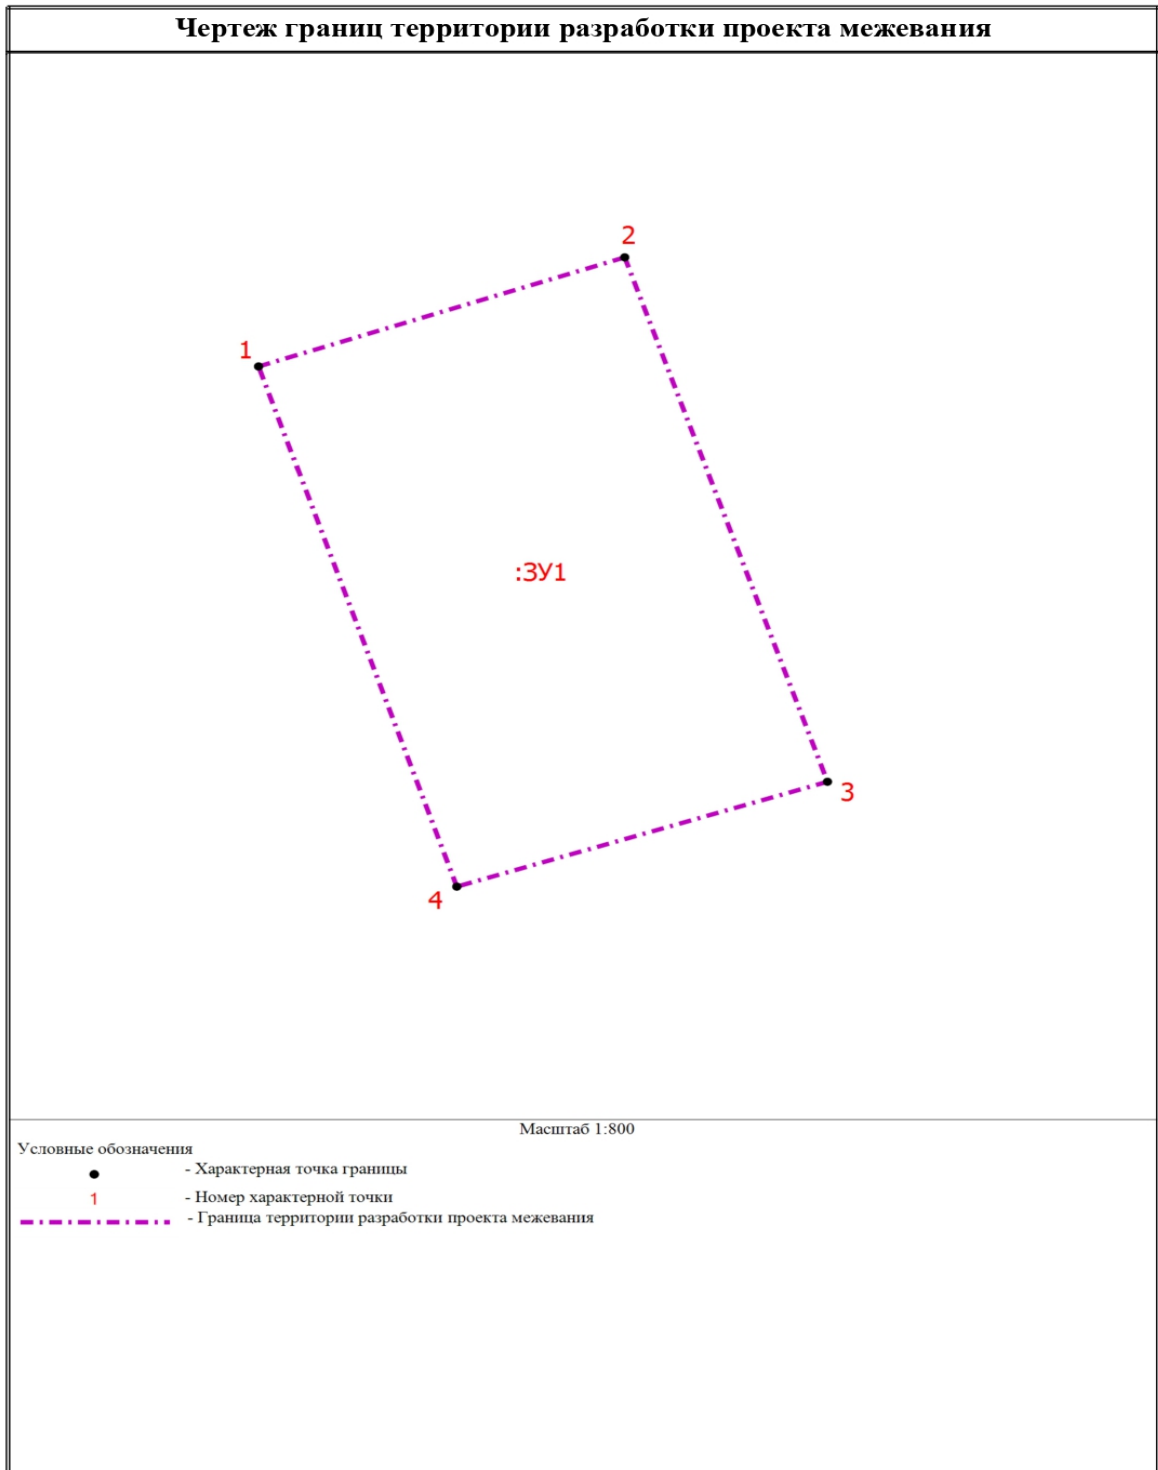 Чертеж границ территории разработки проекта межевания
2
1
:ЗУ1
3
4
Масштаб 1:800
Условные обозначения
- Характерная точка границы
1 - Номер характерной точки
- Граница территории разработки проекта межевания